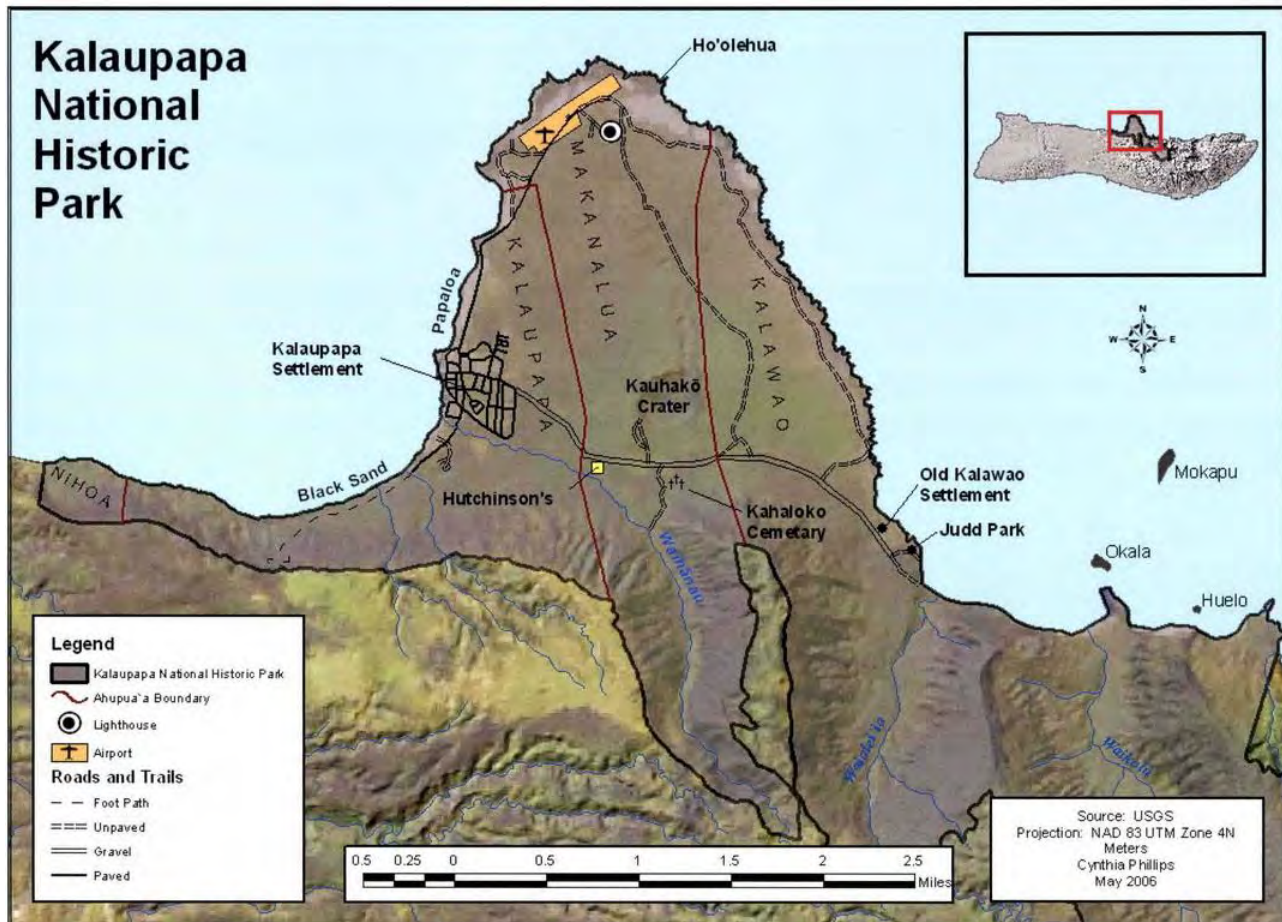 Kalaupapa
National
Historic
Park
Ho'olehua
N
W
E
S
MAKANALUA
KALAUPAPA
KALAWAO
Papaloa
Kalaupapa
Settlement
Kauhakō
Crater
Black Sand
NIHOA
Hutchinson's
Kahaloko
Cemetary
Old Kalawao
Settlement
Judd Park
Mokapu
Okala
Huelo
Waikolu
Legend
Kalaupapa National Historic Park
Ahupua`a Boundary
Lighthouse
Airport
Roads and Trails
Foot Path
Unpaved
Gravel
Paved
0.5 0.25 0 0.5 1 1.5 2 2.5
Miles
Source: USGS
Projection: NAD 83 UTM Zone 4N
Meters
Cynthia Phillips
May 2006